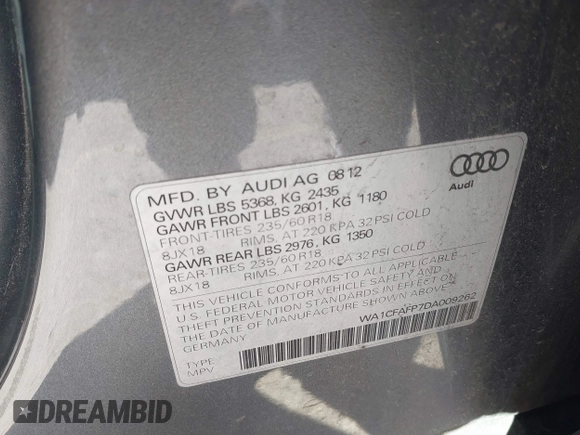 MFD. BY AUDI AG 08 12
GVWR LBS 5368, KG 2435
GAWR FRONT LBS 2601, KG 1180
FRONT-TIRES 235/60 R18
8JX18 RIMS, AT 220 KPA 32 PSI COLD
GAWR REAR LBS 2976, KG 1350
REAR-TIRES 235/60 R18
8JX18 RIMS, AT 220 KPA 32 PSI COLD
THIS VEHICLE CONFORMS TO ALL APPLICABLE
U.S. FEDERAL MOTOR VEHICLE SAFETY AND
THEFT PREVENTION STANDARDS IN EFFECT ON
THE DATE OF MANUFACTURE SHOWN ABOVE.
WA1CFAFP7DA009262
TYPE:
MPV
Audi
DREAMBID